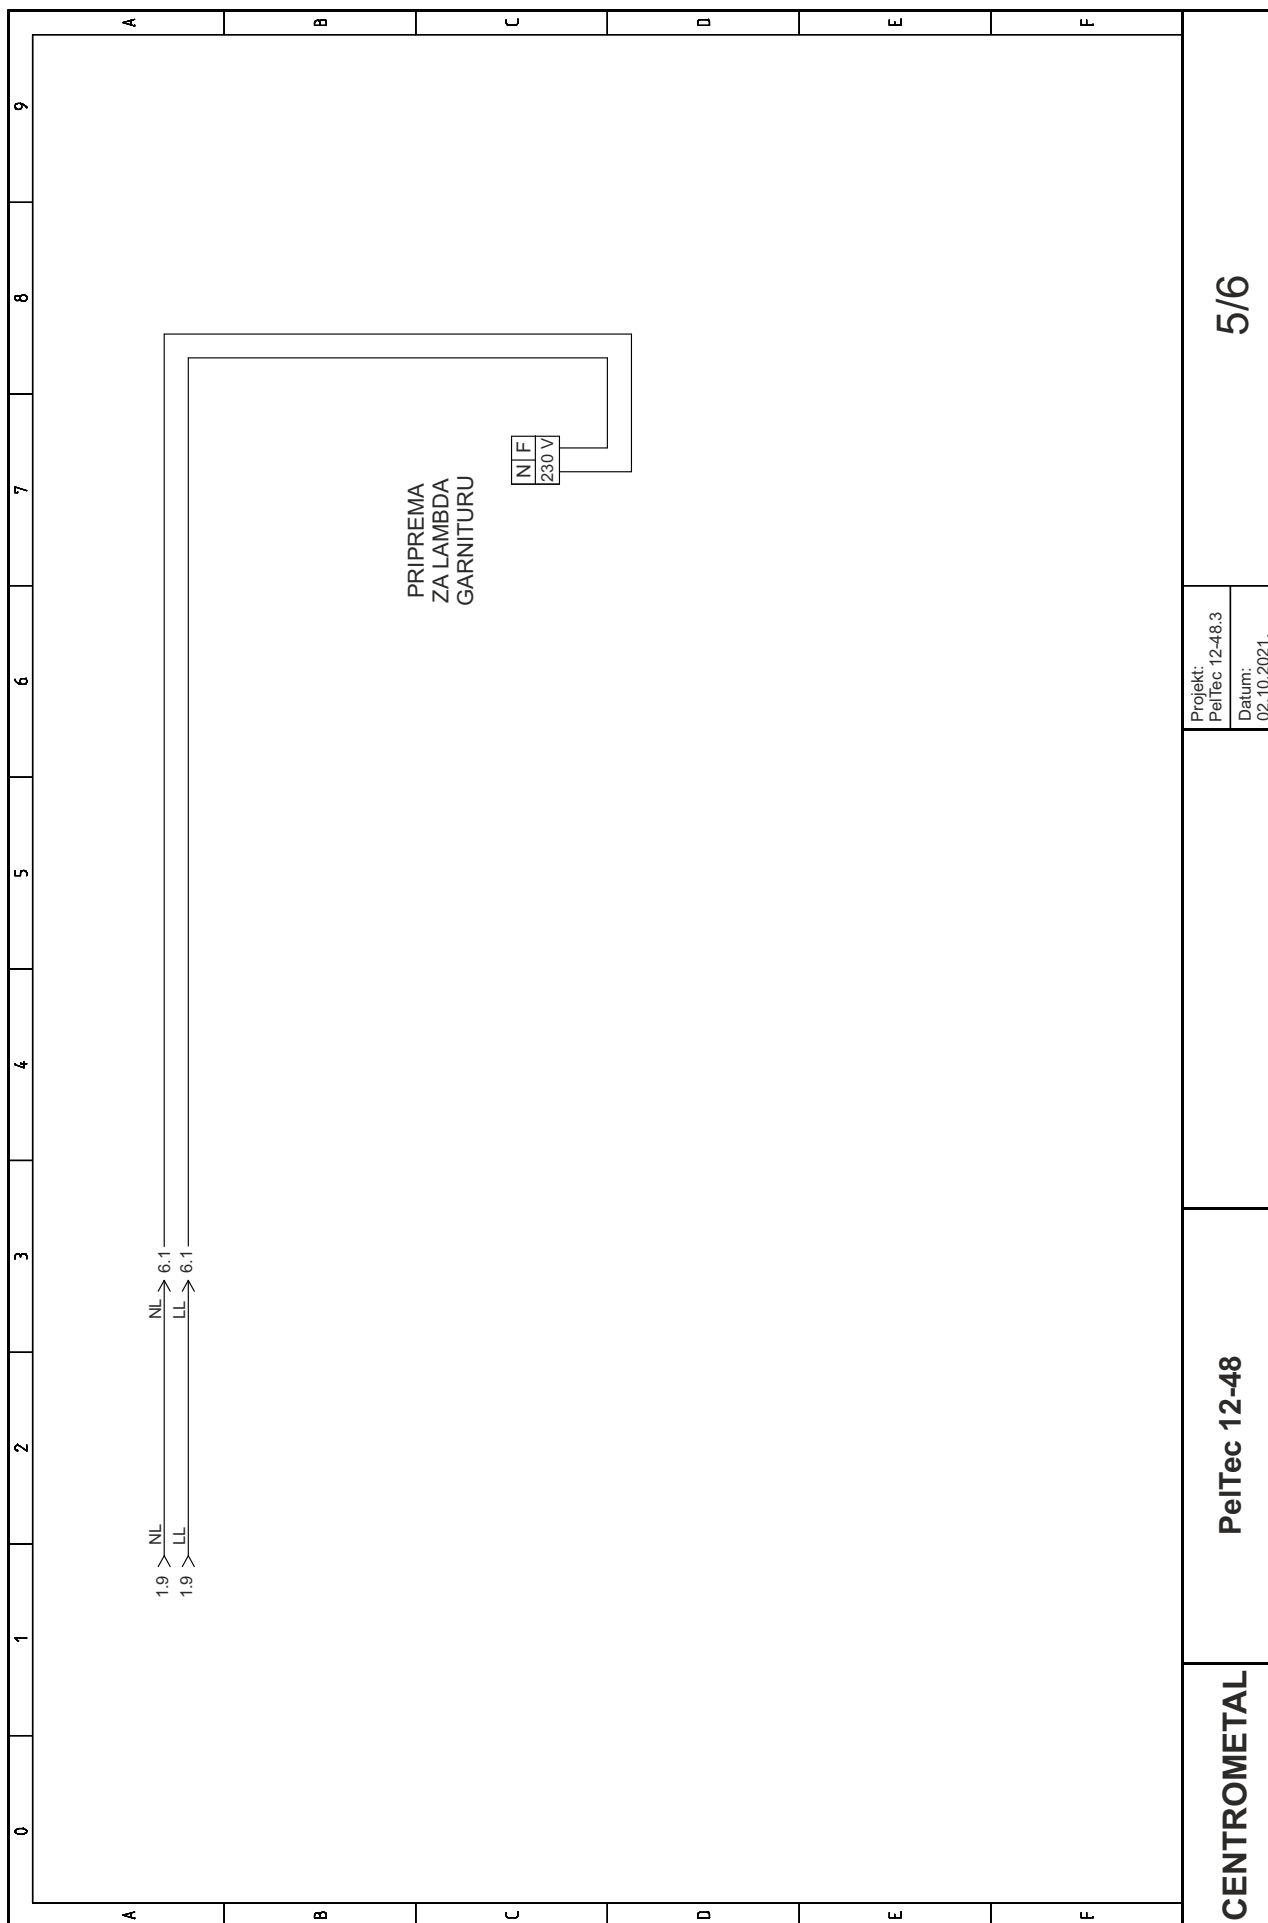 0 1 2 3 4 5 6 7 8 9
A A
B B
C C
D D
E E
F F
NL NL
1.9 6.1
LL LL
1.9 6.1
PRIPREMA
ZA LAMBDA
GARNITURU
N F
230 V
CENTROMETAL
PelTec 12-48
Projekt:
PelTec 12-48.3
Datum:
02.10.2021.
5/6